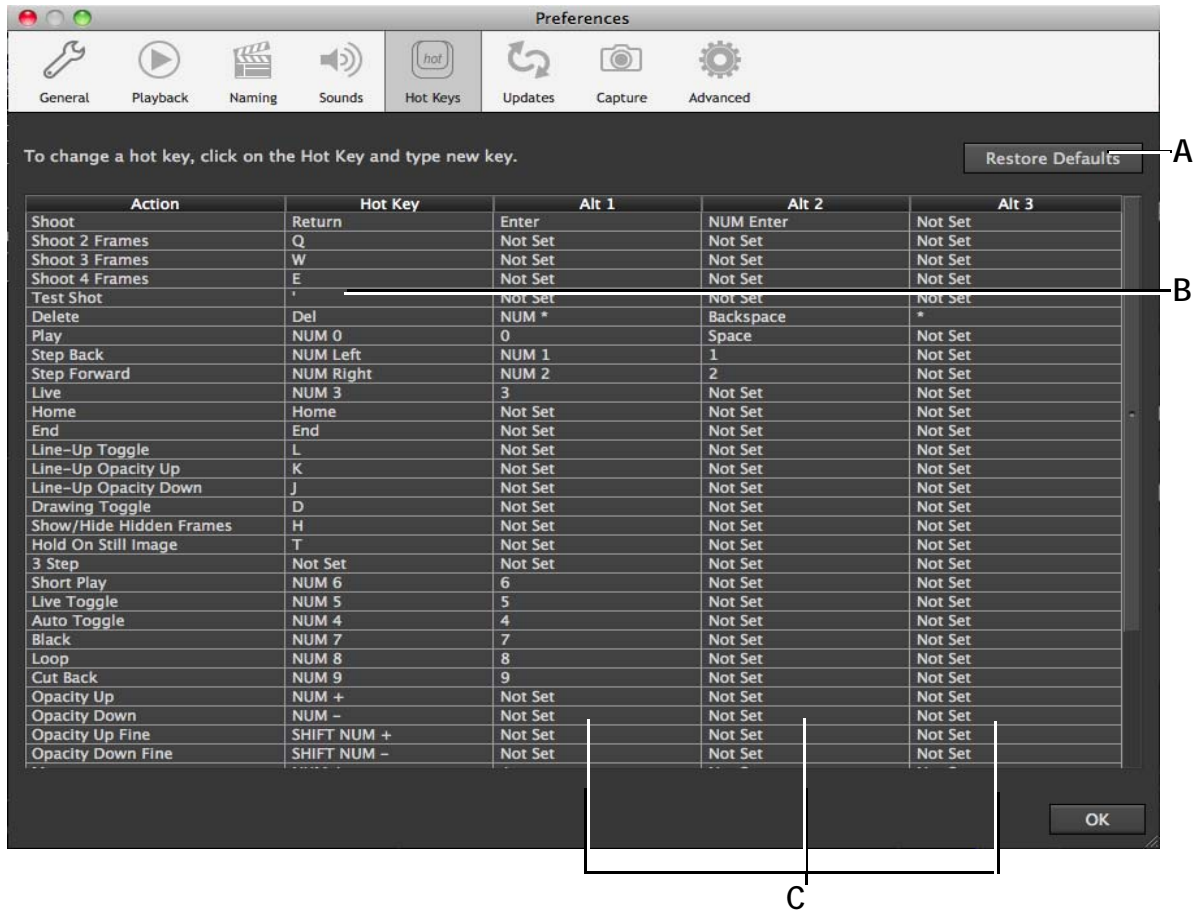 Preferences
General Playback Naming Sounds hot Hot Keys Updates Capture Advanced
To change a hot key, click on the Hot Key and type new key.
Restore Defaults
A
Action Hot Key Alt 1 Alt 2 Alt 3
Shoot Return Enter NUM Enter Not Set
Shoot 2 Frames Q Not Set Not Set Not Set
Shoot 3 Frames W Not Set Not Set Not Set
Shoot 4 Frames E Not Set Not Set Not Set
Test Shot ' Not Set Not Set Not Set
B
Delete Del NUM * Backspace *
Play NUM 0 0 Space Not Set
Step Back NUM Left NUM 1 1 Not Set
Step Forward NUM Right NUM 2 2 Not Set
Live NUM 3 3 Not Set Not Set
Home Home Not Set Not Set Not Set
End End Not Set Not Set Not Set
Line-Up Toggle L Not Set Not Set Not Set
Line-Up Opacity Up K Not Set Not Set Not Set
Line-Up Opacity Down J Not Set Not Set Not Set
Drawing Toggle D Not Set Not Set Not Set
Show/Hide Hidden Frames H Not Set Not Set Not Set
Hold On Still Image T Not Set Not Set Not Set
3 Step Not Set Not Set Not Set Not Set
Short Play NUM 6 6 Not Set Not Set
Live Toggle NUM 5 5 Not Set Not Set
Auto Toggle NUM 4 4 Not Set Not Set
Black NUM 7 7 Not Set Not Set
Loop NUM 8 8 Not Set Not Set
Cut Back NUM 9 9 Not Set Not Set
Opacity Up NUM + Not Set Not Set Not Set
Opacity Down NUM - Not Set Not Set Not Set
Opacity Up Fine SHIFT NUM + Not Set Not Set Not Set
Opacity Down Fine SHIFT NUM - Not Set Not Set Not Set
OK
C